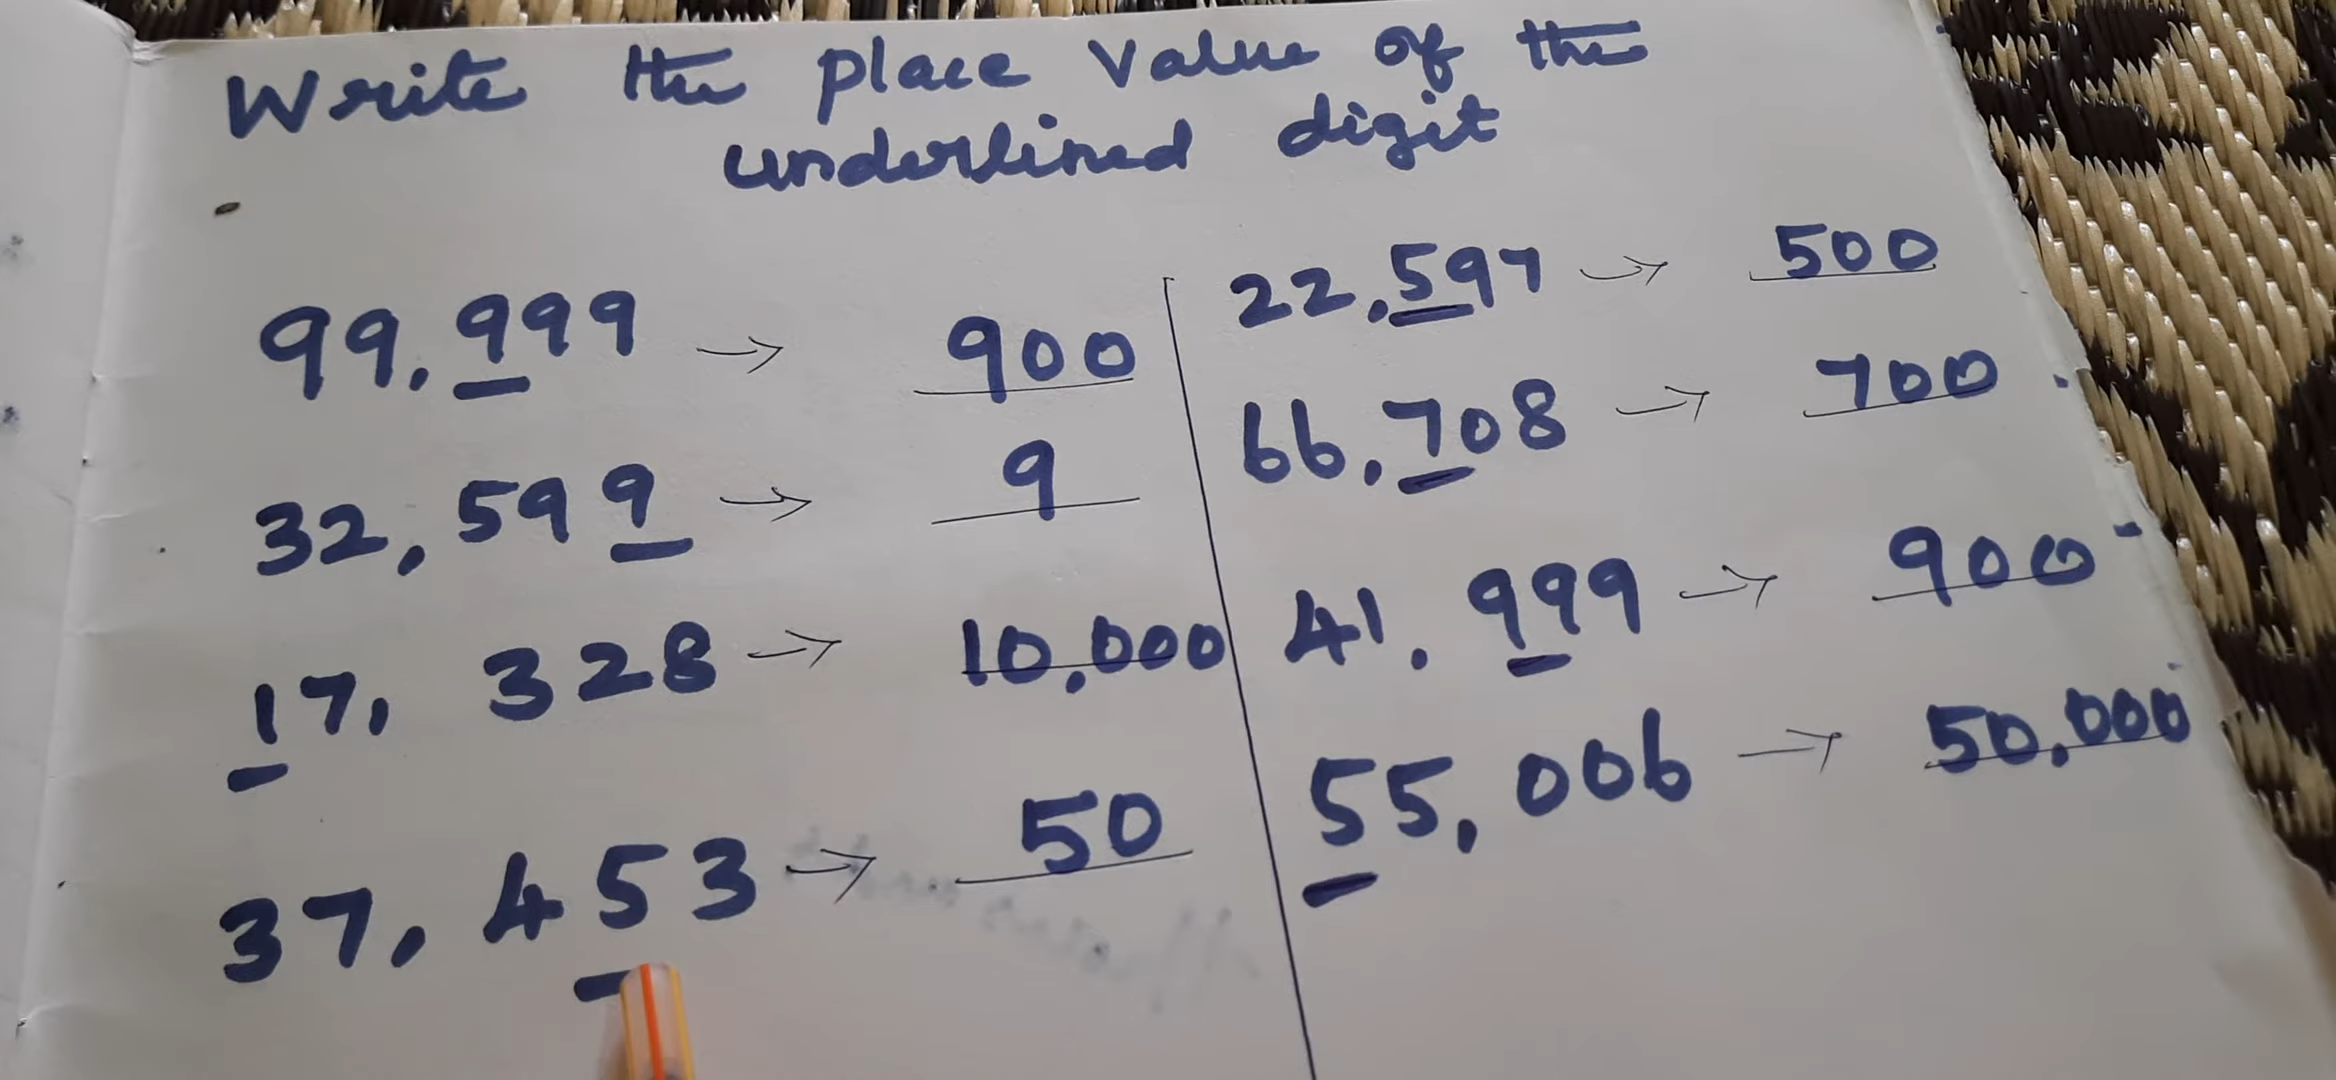 Write the place value of the
underlined digit
99,999 → 900
32,599 → 9
17, 328 → 10,000
37, 453 → 50
22,597 → 500
66,708 → 700
41. 999 → 900
55,006 → 50,000